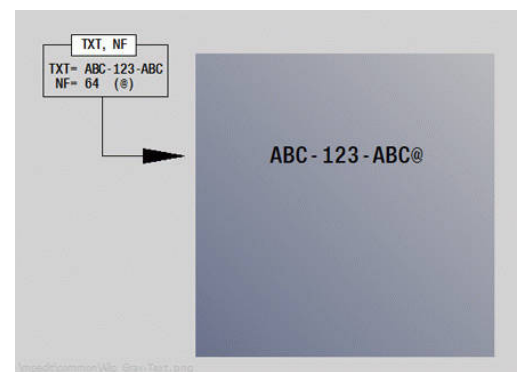 TXT, NF
TXT= ABC-123-ABC
NF= 64 (@)
ABC-123-ABC@